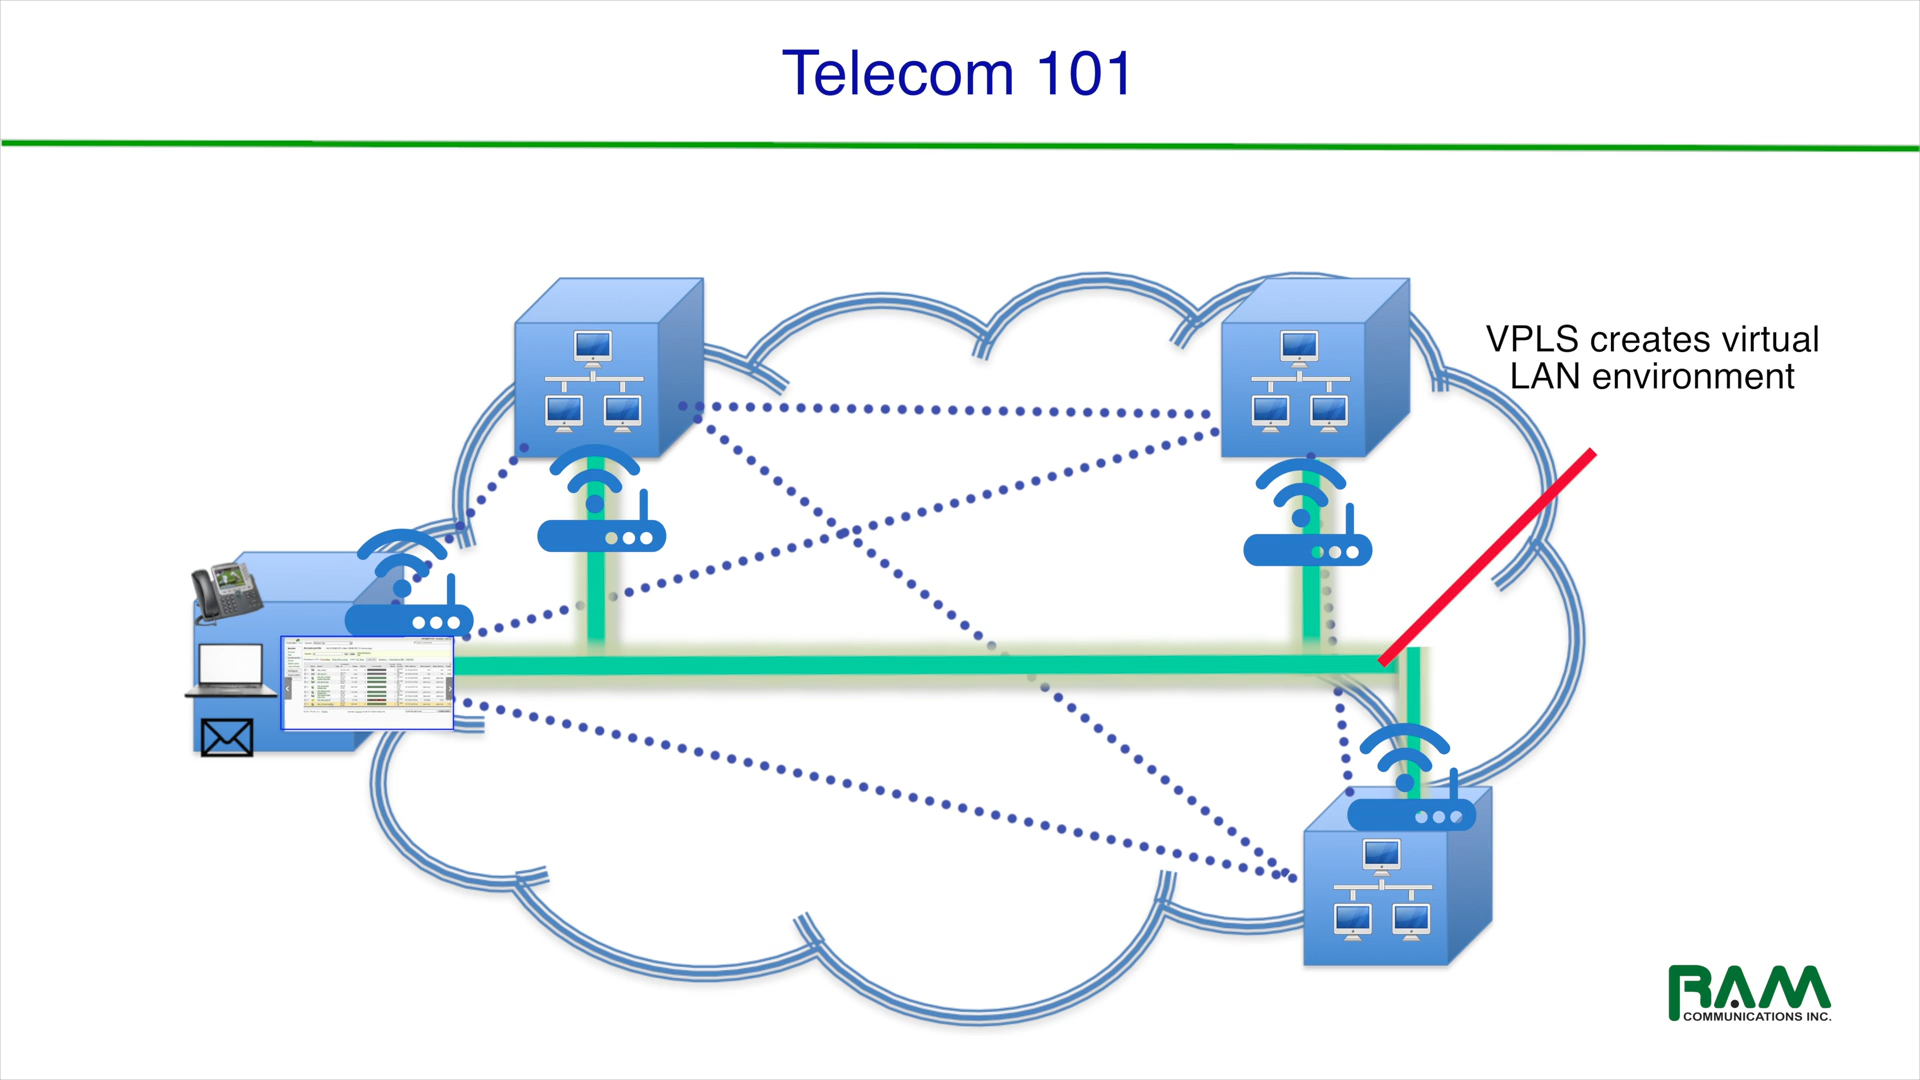 Telecom 101
VPLS creates virtual
LAN environment
RAM
COMMUNICATIONS INC.